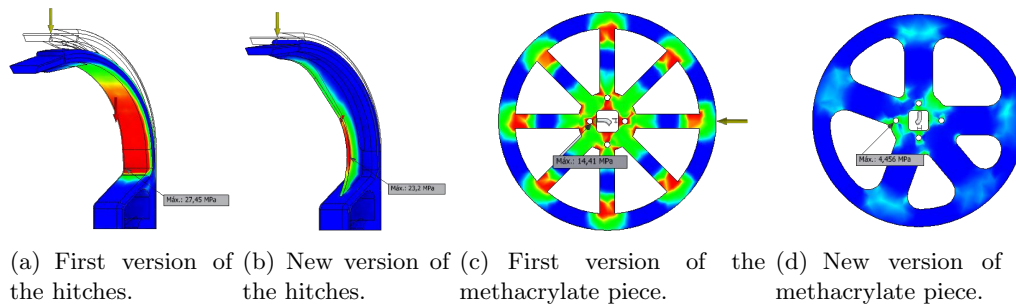 Máx.: 27,45 MPa
Máx.: 23,2 MPa
Máx.: 14,41 MPa
Máx.: 4,456 MPa
(a) First version of
the hitches.
(b) New version of
the hitches.
(c) First version of the
methacrylate piece.
(d) New version of
methacrylate piece.